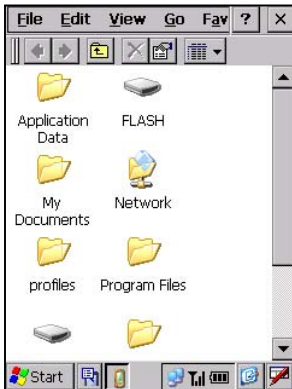 File Edit View Go Fav ? ×
Application Data FLASH
My Documents Network
profiles Program Files
Start